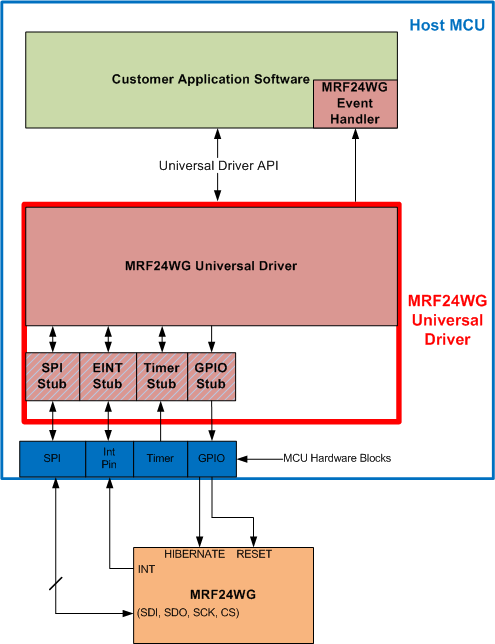 Host MCU
Customer Application Software
MRF24WG
Event
Handler
Universal Driver API
MRF24WG Universal Driver
MRF24WG
Universal
Driver
SPI
Stub
EINT
Stub
Timer
Stub
GPIO
Stub
SPI
Int
Pin
Timer
GPIO
MCU Hardware Blocks
HIBERNATE
RESET
INT
MRF24WG
(SDI, SDO, SCK, CS)